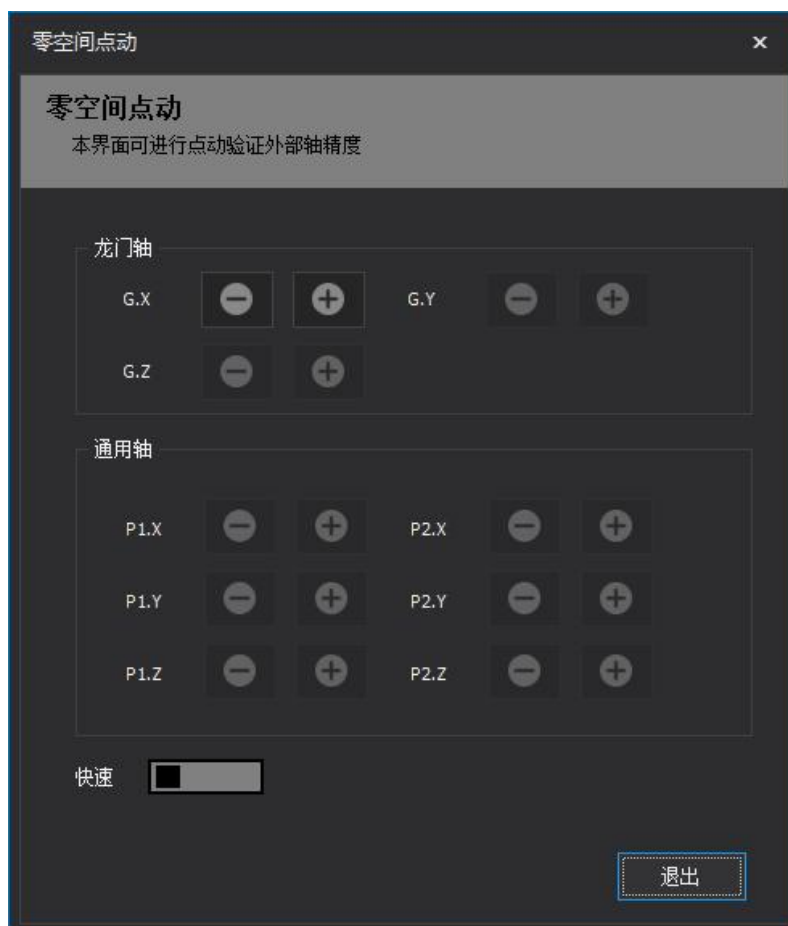 零空间点动
零空间点动
本界面可进行点动验证外部轴精度
龙门轴
G.X G.Y
G.Z
通用轴
P1.X P2.X
P1.Y P2.Y
P1.Z P2.Z
快速
退出